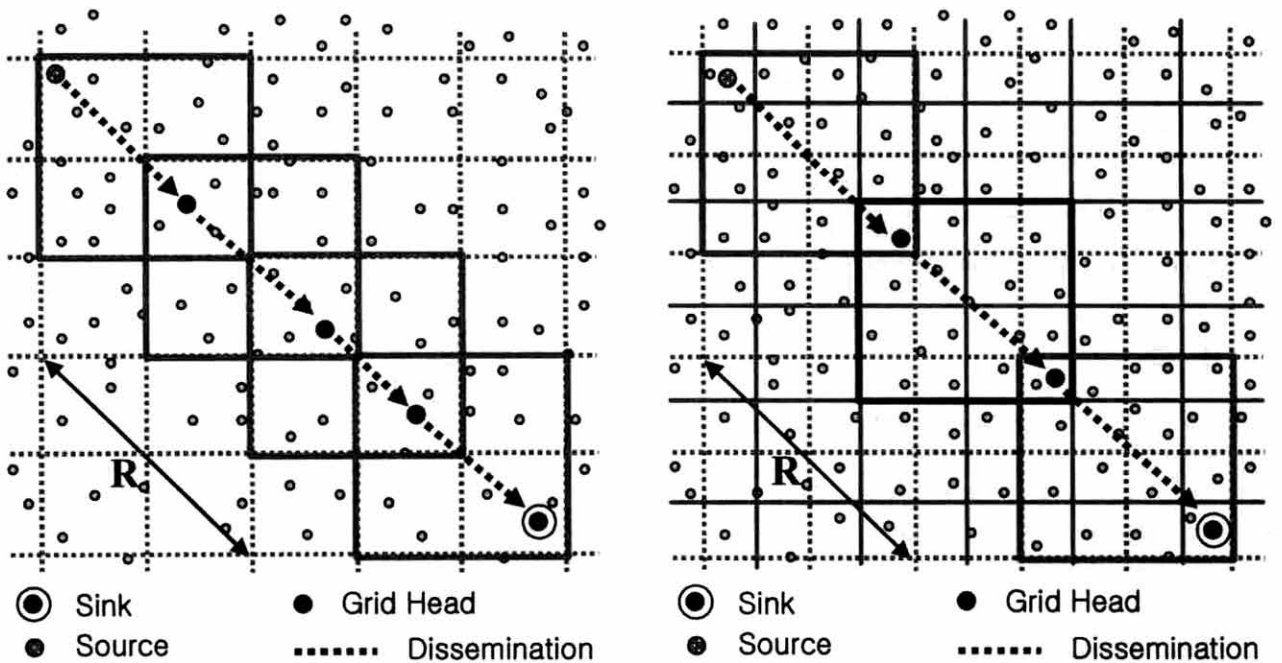 R
Sink
Grid Head
Source
Dissemination
R
Sink
Grid Head
Source
Dissemination